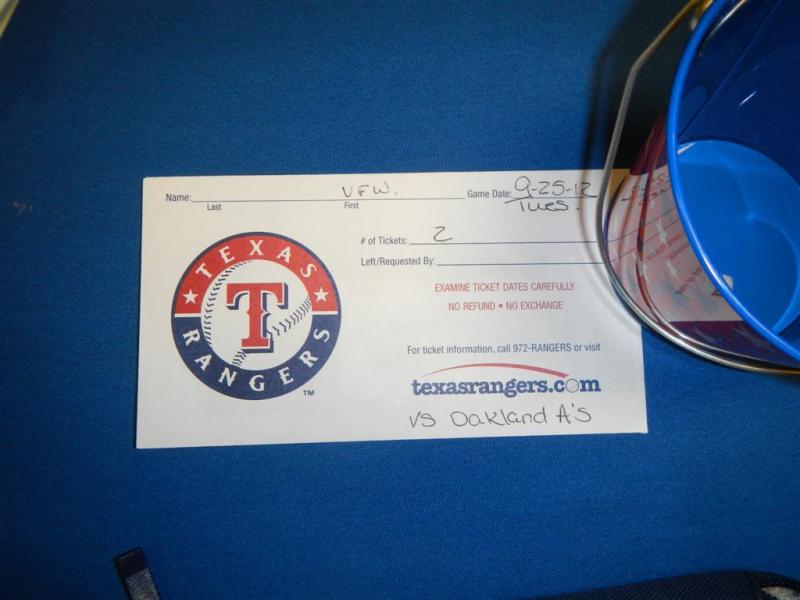 Name: V F W. Game Date: 9-25-12
Last First Tues.
# of Tickets: 2
Left/Requested By:
EXAMINE TICKET DATES CAREFULLY
NO REFUND • NO EXCHANGE
TEXAS
T
RANGERS
TM
For ticket information, call 972-RANGERS or visit
texasrangers.com
VS Oakland A's